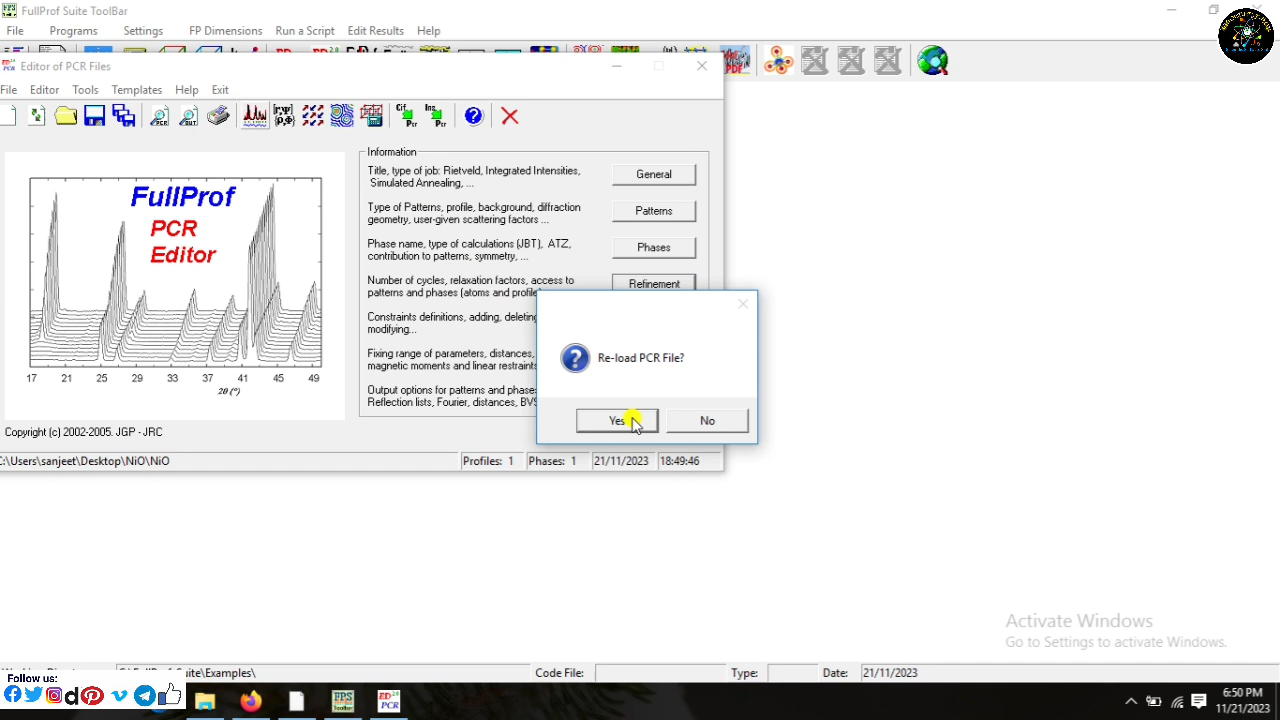 FullProf Suite ToolBar
File Programs Settings FP Dimensions Run a Script Edit Results Help
Editor of PCR Files
File Editor Tools Templates Help Exit
Information
Title, type of job: Rietveld, Integrated Intensities,
Simulated Annealing, ...
General
Type of Patterns, profile, background, diffraction
geometry, user-given scattering factors ...
Patterns
Phase name, type of calculations (JBT), ATZ,
contribution to patterns, symmetry, ...
Phases
Number of cycles, relaxation factors, access to
patterns and phases (atoms and profile
Refinement
Constraints definitions, adding, deleting
modifying...
Fixing range of parameters, distances,
magnetic moments and linear restraints
Output options for patterns and phases
Reflection lists, Fourier, distances, BVS
FullProf
PCR
Editor
17 21 25 29 33 37 41 45 49
2θ (°)
Copyright (c) 2002-2005. JGP - JRC
:\Users\sanjeet\Desktop\NiO\NiO Profiles: 1 Phases: 1 21/11/2023 18:49:46
Re-load PCR File?
Yes No
Activate Windows
Go to Settings to activate Windows.
Suite\Examples\ Code File: Type: Date: 21/11/2023
Follow us:
6:50 PM
11/21/2023